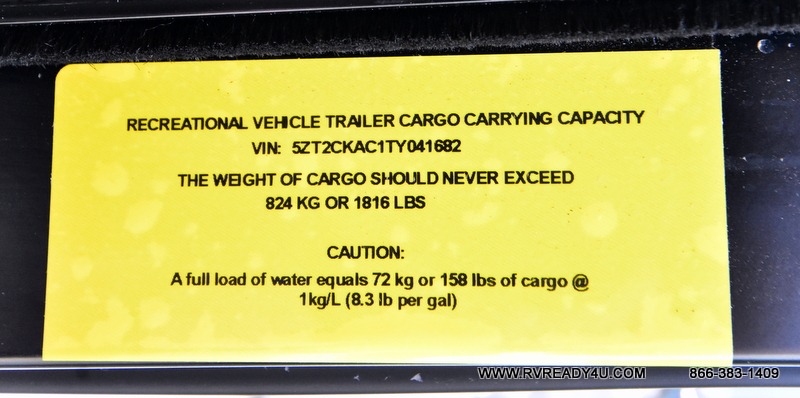 RECREATIONAL VEHICLE TRAILER CARGO CARRYING CAPACITY
VIN: 5ZT2CKAC1TY041682
THE WEIGHT OF CARGO SHOULD NEVER EXCEED
824 KG OR 1816 LBS
CAUTION:
A full load of water equals 72 kg or 158 lbs of cargo @
1kg/L (8.3 lb per gal)
WWW.RVREADY4U.COM 866-383-1409